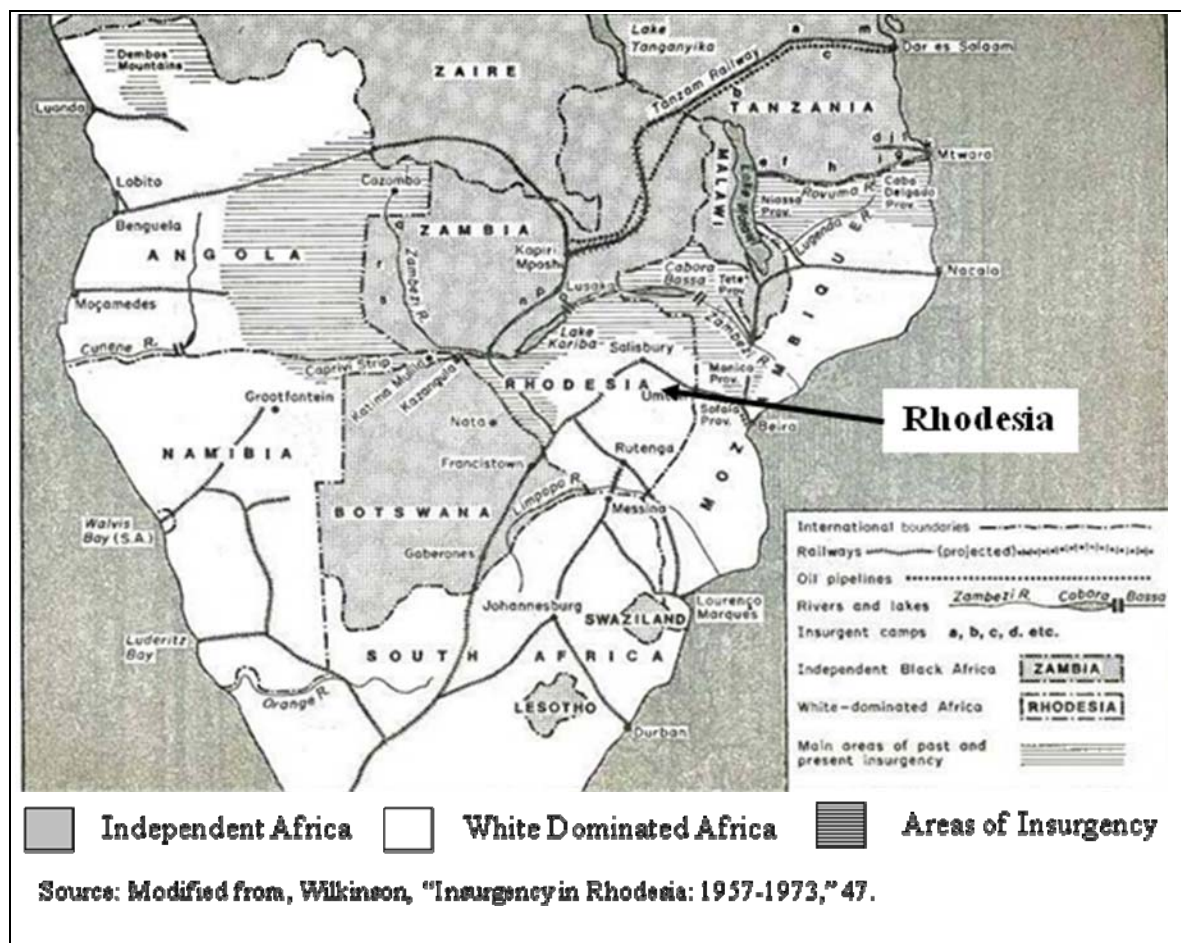 Lake
Tanganyika
a
m
Dar es Salaam
c
Tanzam Railway
b
Dembos
Mountains
ZAIRE
TANZANIA
Luanda
d j l k
Mtwara
MALAWI
e f h i g
Lake Malawi
Rovuma R.
Cabo
Delgado
Prov.
Niassa
Prov.
Lugenda R.
Lobito
Cazombo
Benguela
ANGOLA
q
ZAMBIA
Kapiri
Mposhi
r
s
Zambezi R.
n p
Lusaka
Cabora
Bassa
Tete
Prov.
Nacala
MOZAMBIQUE
Moçamedes
Cunene R.
Lake
Kariba
Zambezi R.
Salisbury
Caprivi Strip
Katima Mulilo
Kazangula
RHODESIA
Manica
Prov.
Umt
Sofala
Prov.
Beira
Rhodesia
Grootfontein
Nata
NAMIBIA
Francistown
Rutenga
Limpopo R.
Messina
BOTSWANA
Walvis
Bay (S.A.)
Gaberones
Johannesburg
SWAZILAND
Lourenço
Marques
Luderitz
Bay
SOUTH AFRICA
Orange R.
LESOTHO
Durban
International boundaries
Railways (projected)
Oil pipelines
Rivers and lakes Zambezi R. Cabora Bassa
Insurgent camps a, b, c, d. etc.
Independent Black Africa ZAMBIA
White-dominated Africa RHODESIA
Main areas of past and
present insurgency
Independent Africa White Dominated Africa Areas of Insurgency
Source: Modified from, Wilkinson, “Insurgency in Rhodesia: 1957-1973,” 47.